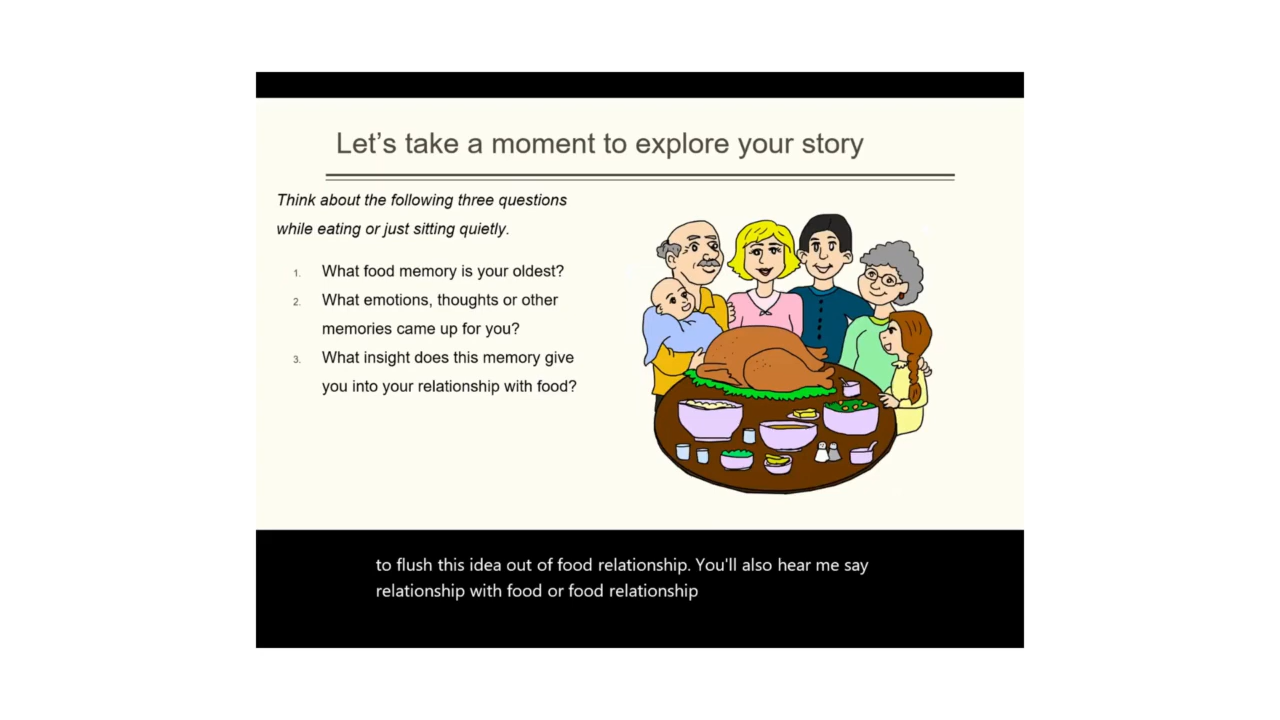 Let's take a moment to explore your story
Think about the following three questions
while eating or just sitting quietly.
1. What food memory is your oldest?
2. What emotions, thoughts or other
memories came up for you?
3. What insight does this memory give
you into your relationship with food?
to flush this idea out of food relationship. You'll also hear me say
relationship with food or food relationship